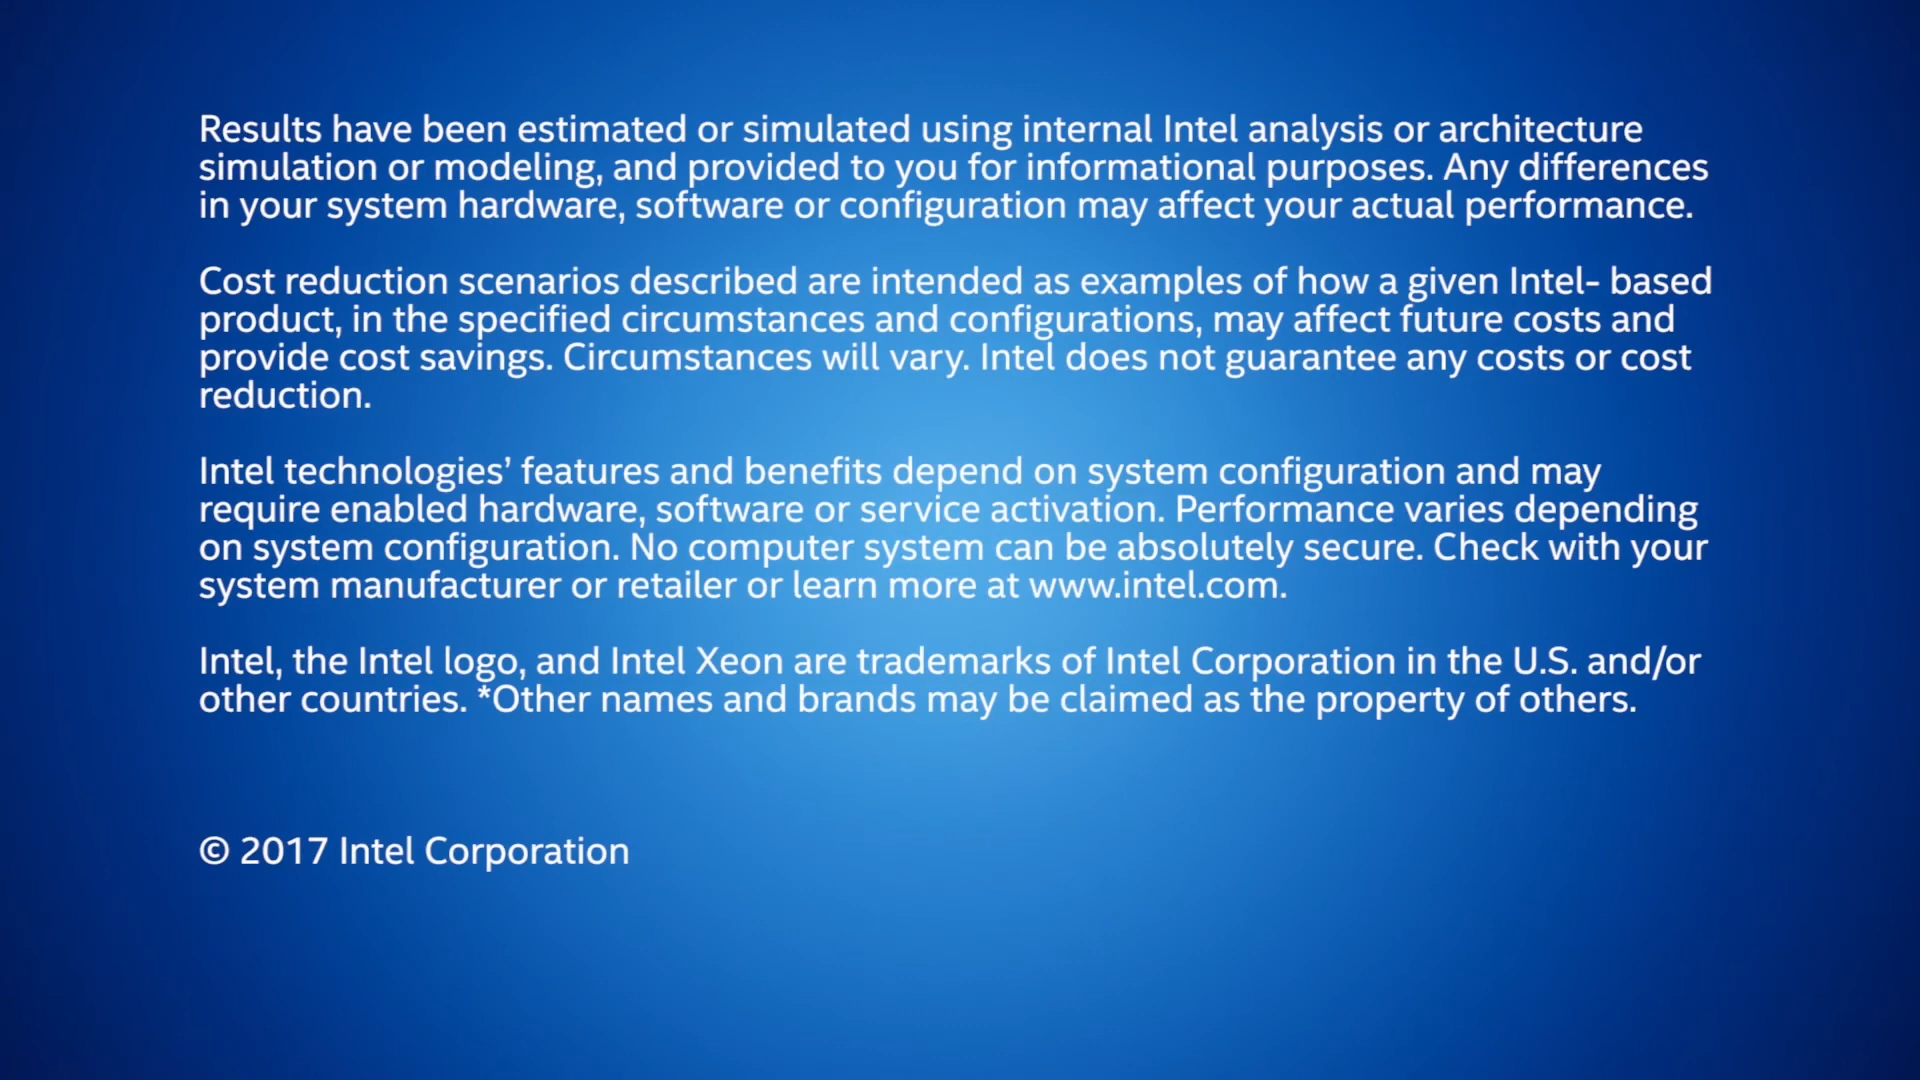 Results have been estimated or simulated using internal Intel analysis or architecture
simulation or modeling, and provided to you for informational purposes. Any differences
in your system hardware, software or configuration may affect your actual performance.
Cost reduction scenarios described are intended as examples of how a given Intel- based
product, in the specified circumstances and configurations, may affect future costs and
provide cost savings. Circumstances will vary. Intel does not guarantee any costs or cost
reduction.
Intel technologies’ features and benefits depend on system configuration and may
require enabled hardware, software or service activation. Performance varies depending
on system configuration. No computer system can be absolutely secure. Check with your
system manufacturer or retailer or learn more at www.intel.com.
Intel, the Intel logo, and Intel Xeon are trademarks of Intel Corporation in the U.S. and/or
other countries. *Other names and brands may be claimed as the property of others.
© 2017 Intel Corporation